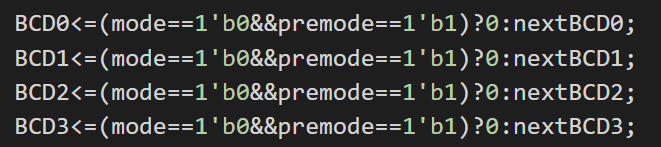 BCD0<=(mode==1'b0&&premode==1'b1)?0:nextBCD0;
BCD1<=(mode==1'b0&&premode==1'b1)?0:nextBCD1;
BCD2<=(mode==1'b0&&premode==1'b1)?0:nextBCD2;
BCD3<=(mode==1'b0&&premode==1'b1)?0:nextBCD3;